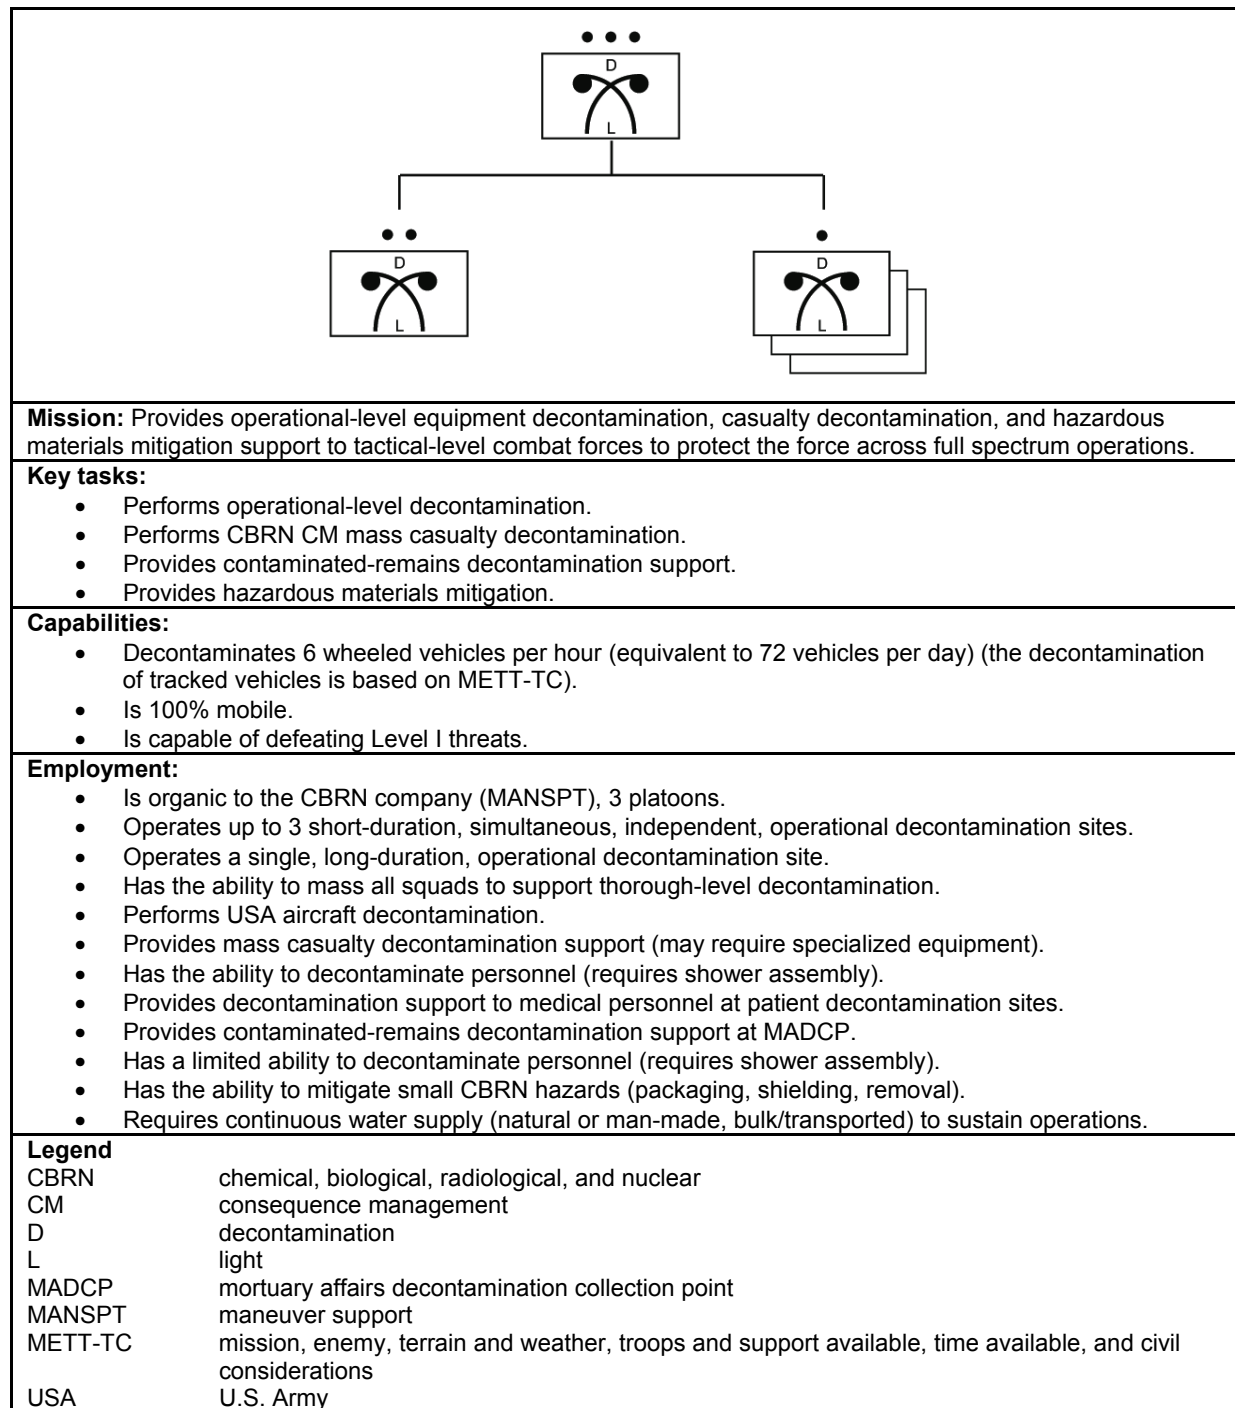 D
L
D
L
D
L
Mission: Provides operational-level equipment decontamination, casualty decontamination, and hazardous
materials mitigation support to tactical-level combat forces to protect the force across full spectrum operations.
Key tasks:
• Performs operational-level decontamination.
• Performs CBRN CM mass casualty decontamination.
• Provides contaminated-remains decontamination support.
• Provides hazardous materials mitigation.
Capabilities:
• Decontaminates 6 wheeled vehicles per hour (equivalent to 72 vehicles per day) (the decontamination
of tracked vehicles is based on METT-TC).
• Is 100% mobile.
• Is capable of defeating Level I threats.
Employment:
• Is organic to the CBRN company (MANSPT), 3 platoons.
• Operates up to 3 short-duration, simultaneous, independent, operational decontamination sites.
• Operates a single, long-duration, operational decontamination site.
• Has the ability to mass all squads to support thorough-level decontamination.
• Performs USA aircraft decontamination.
• Provides mass casualty decontamination support (may require specialized equipment).
• Has the ability to decontaminate personnel (requires shower assembly).
• Provides decontamination support to medical personnel at patient decontamination sites.
• Provides contaminated-remains decontamination support at MADCP.
• Has a limited ability to decontaminate personnel (requires shower assembly).
• Has the ability to mitigate small CBRN hazards (packaging, shielding, removal).
• Requires continuous water supply (natural or man-made, bulk/transported) to sustain operations.
Legend
CBRN chemical, biological, radiological, and nuclear
CM consequence management
D decontamination
L light
MADCP mortuary affairs decontamination collection point
MANSPT maneuver support
METT-TC mission, enemy, terrain and weather, troops and support available, time available, and civil
considerations
USA U.S. Army